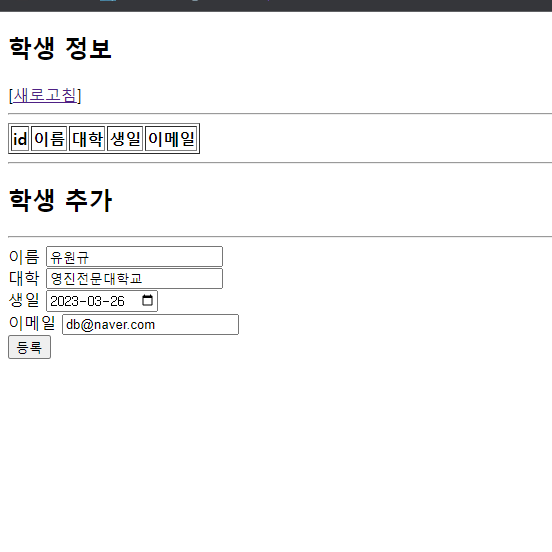 학생 정보
[새로고침]
id 이름 대학 생일 이메일
학생 추가
이름 유원규
대학 영진전문대학교
생일 2023-03-26
이메일 db@naver.com
등록